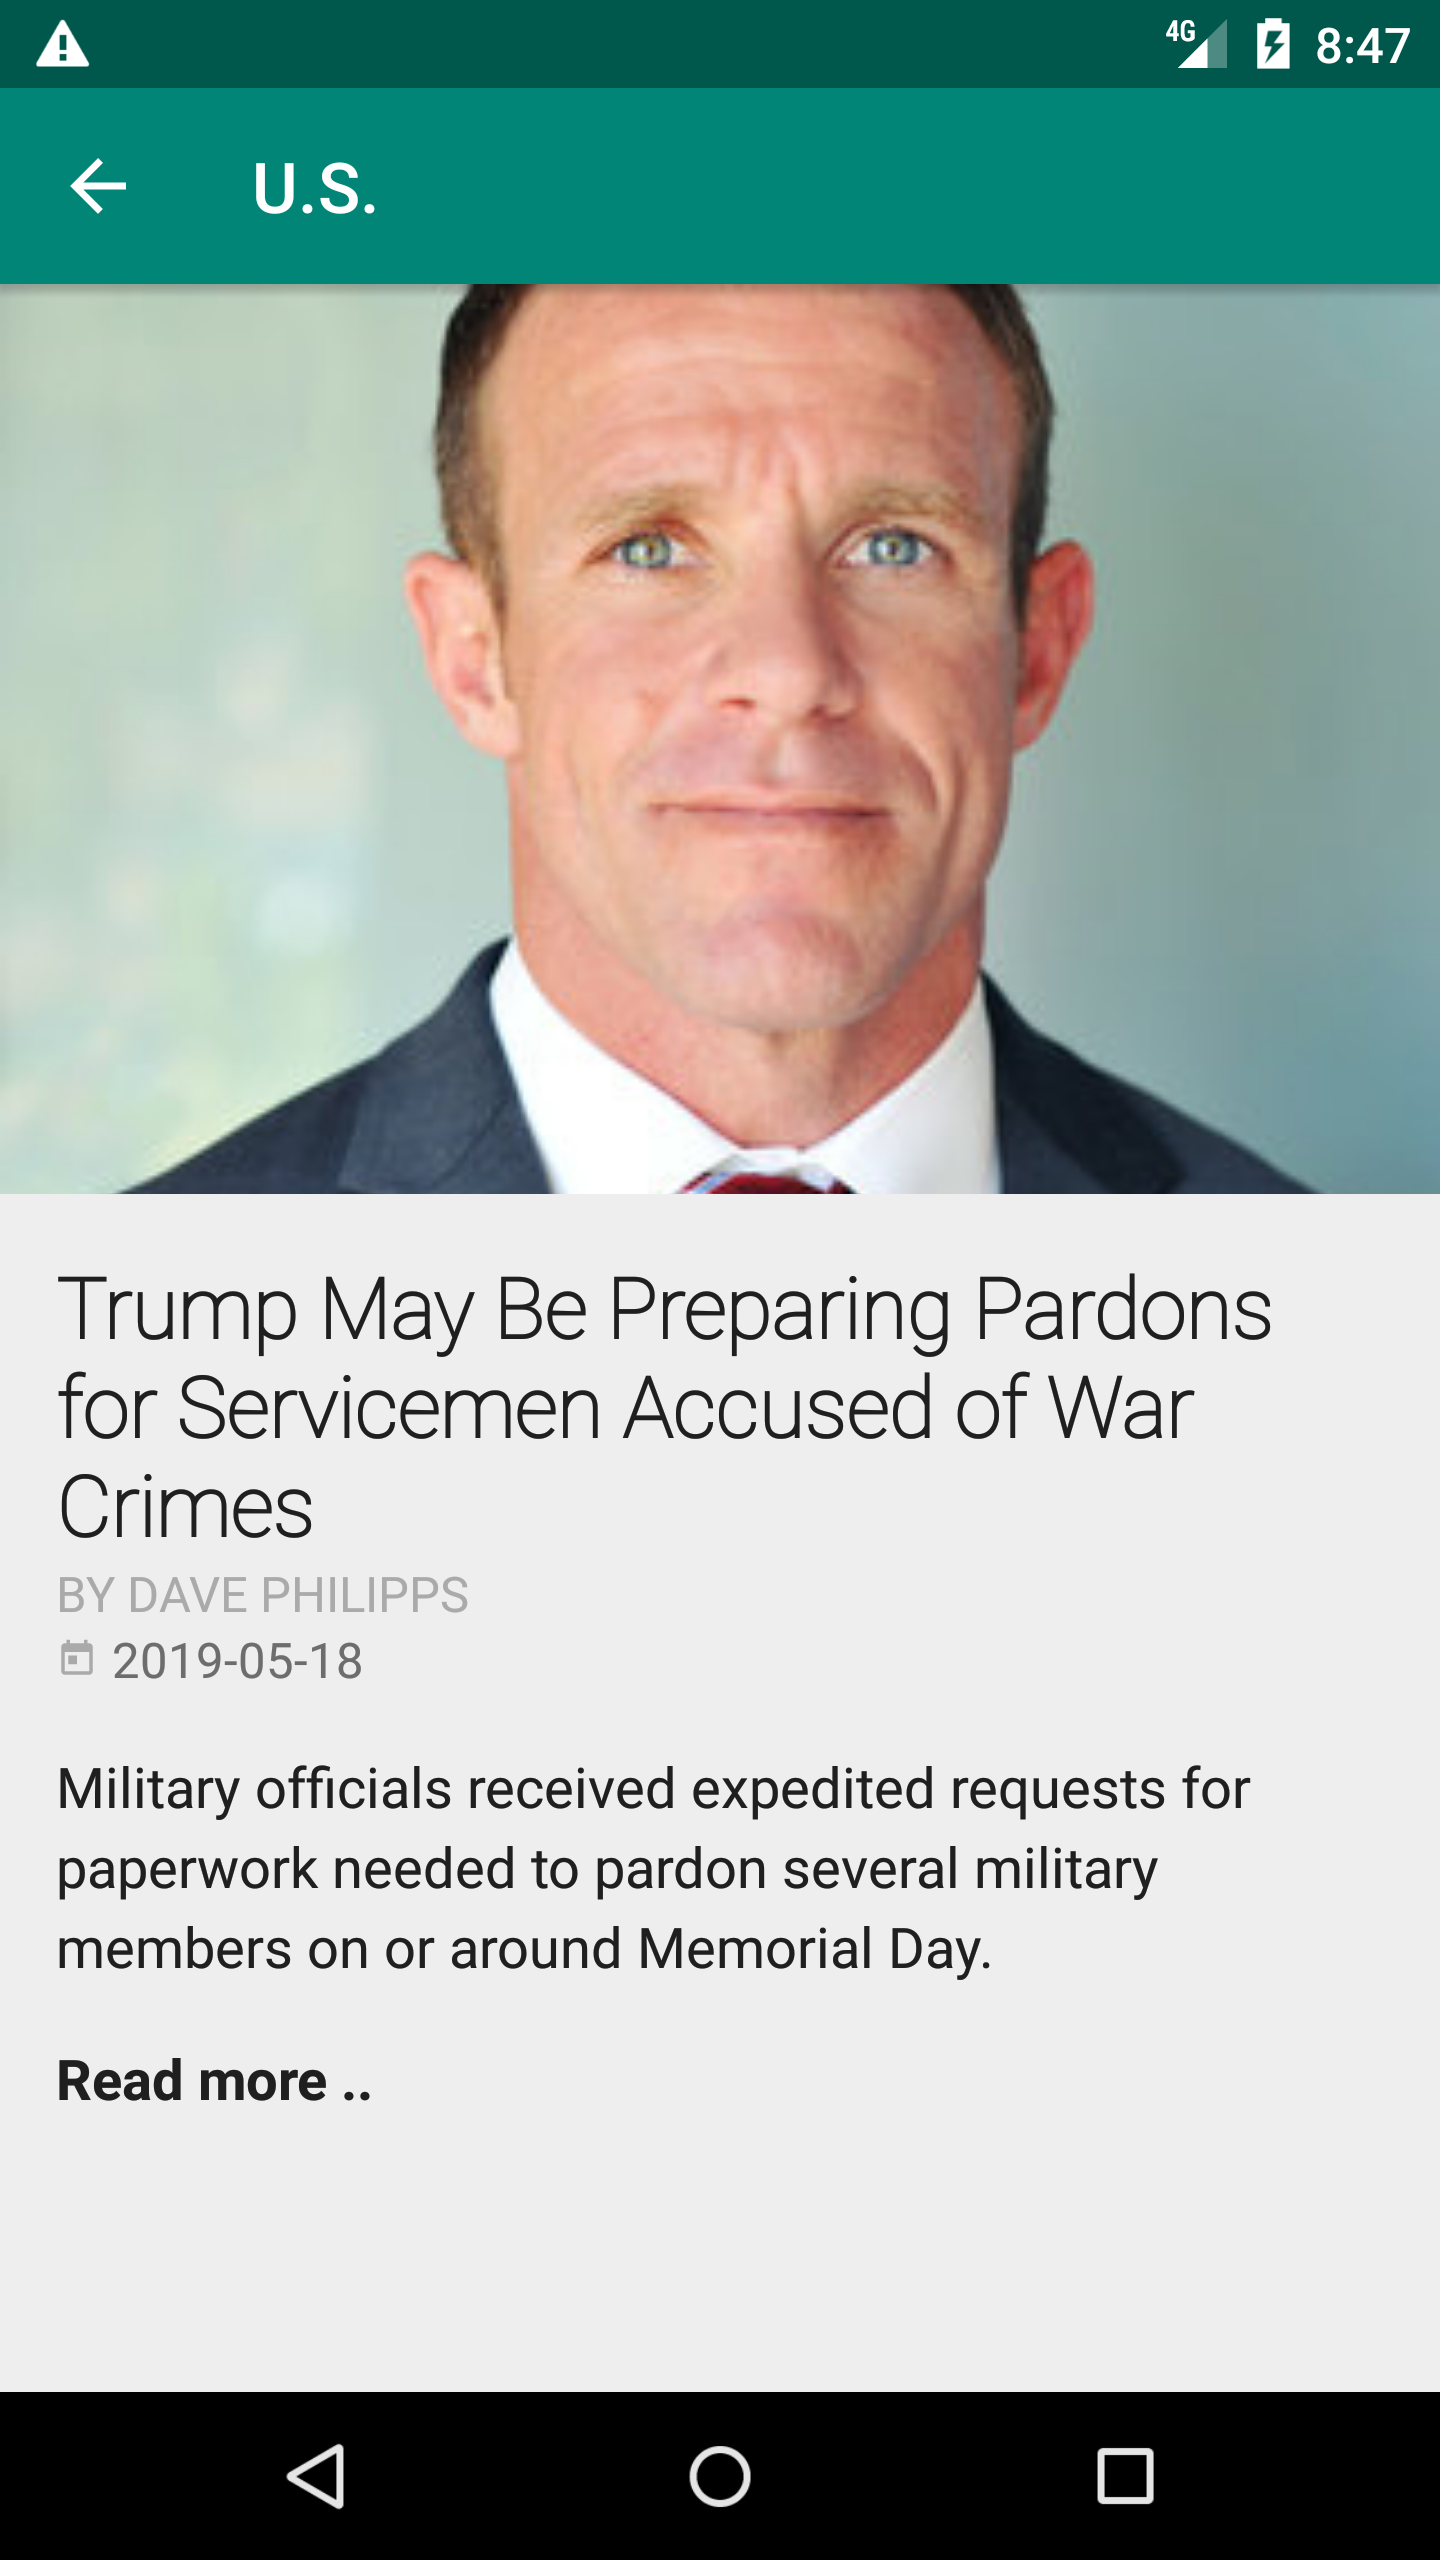 4G 8:47
U.S.
Trump May Be Preparing Pardons
for Servicemen Accused of War
Crimes
BY DAVE PHILIPPS
2019-05-18
Military officials received expedited requests for
paperwork needed to pardon several military
members on or around Memorial Day.
Read more ..